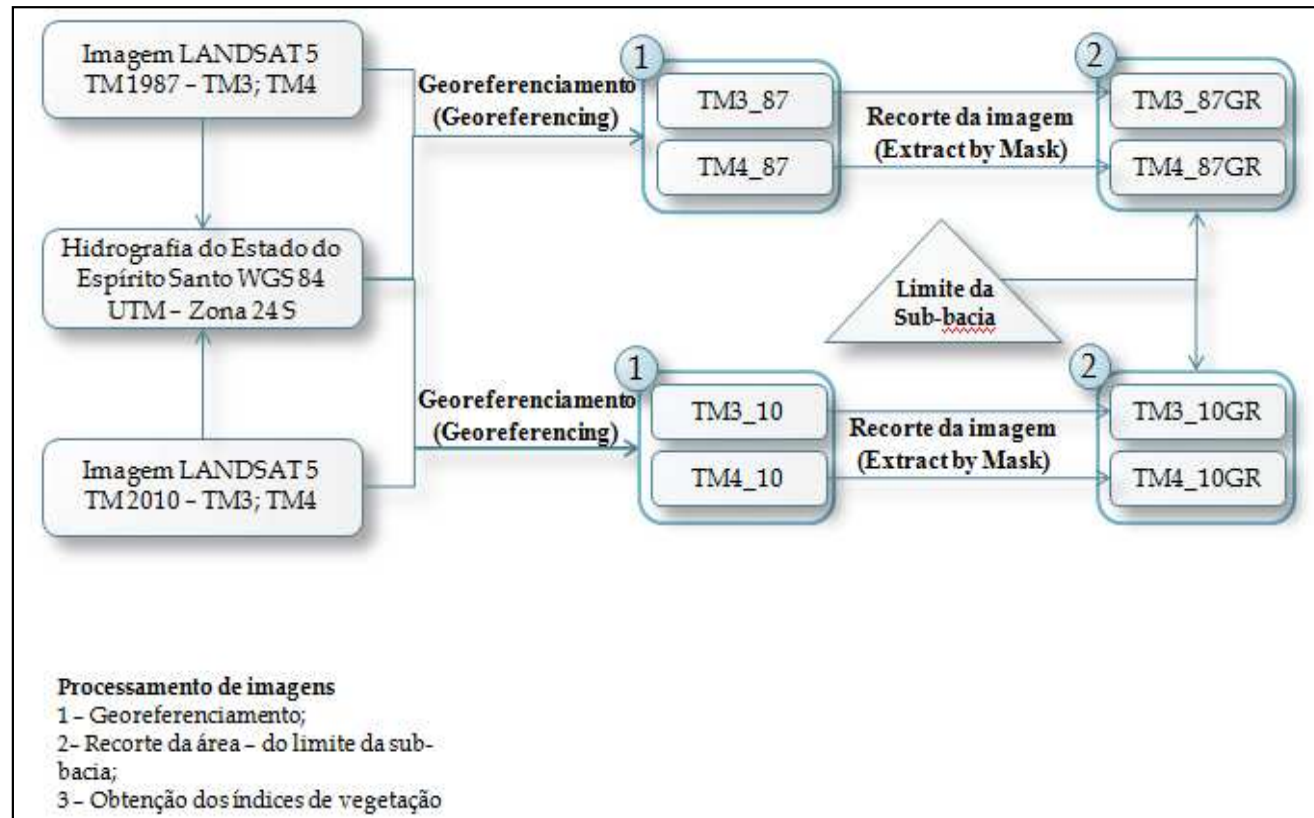 Imagem LANDSAT 5
TM 1987 – TM3; TM4
Georeferenciamento
(Georeferencing)
1
TM3_87
TM4_87
Recorte da imagem
(Extract by Mask)
2
TM3_87GR
TM4_87GR
Hidrografia do Estado do
Espírito Santo WGS 84
UTM – Zona 24 S
Limite da
Sub-bacia
Imagem LANDSAT 5
TM 2010 – TM3; TM4
Georeferenciamento
(Georeferencing)
1
TM3_10
TM4_10
Recorte da imagem
(Extract by Mask)
2
TM3_10GR
TM4_10GR
Processamento de imagens
1 – Georeferenciamento;
2– Recorte da área – do limite da sub-
bacia;
3 – Obtenção dos índices de vegetação